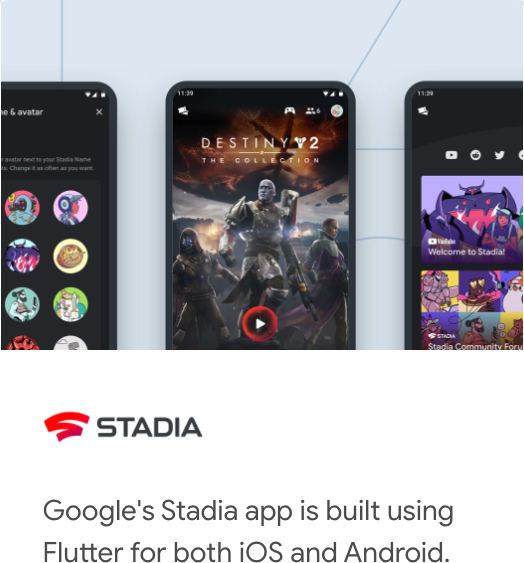 11:39
11:39
me & avatar
6
r avatar next to your Stadia Name
ts. Change it as often as you want.
DESTINY 2
THE COLLECTION
YouTube
Welcome to Stadia!
STADIA
Stadia Community Foru
STADIA
Google's Stadia app is built using
Flutter for both iOS and Android.